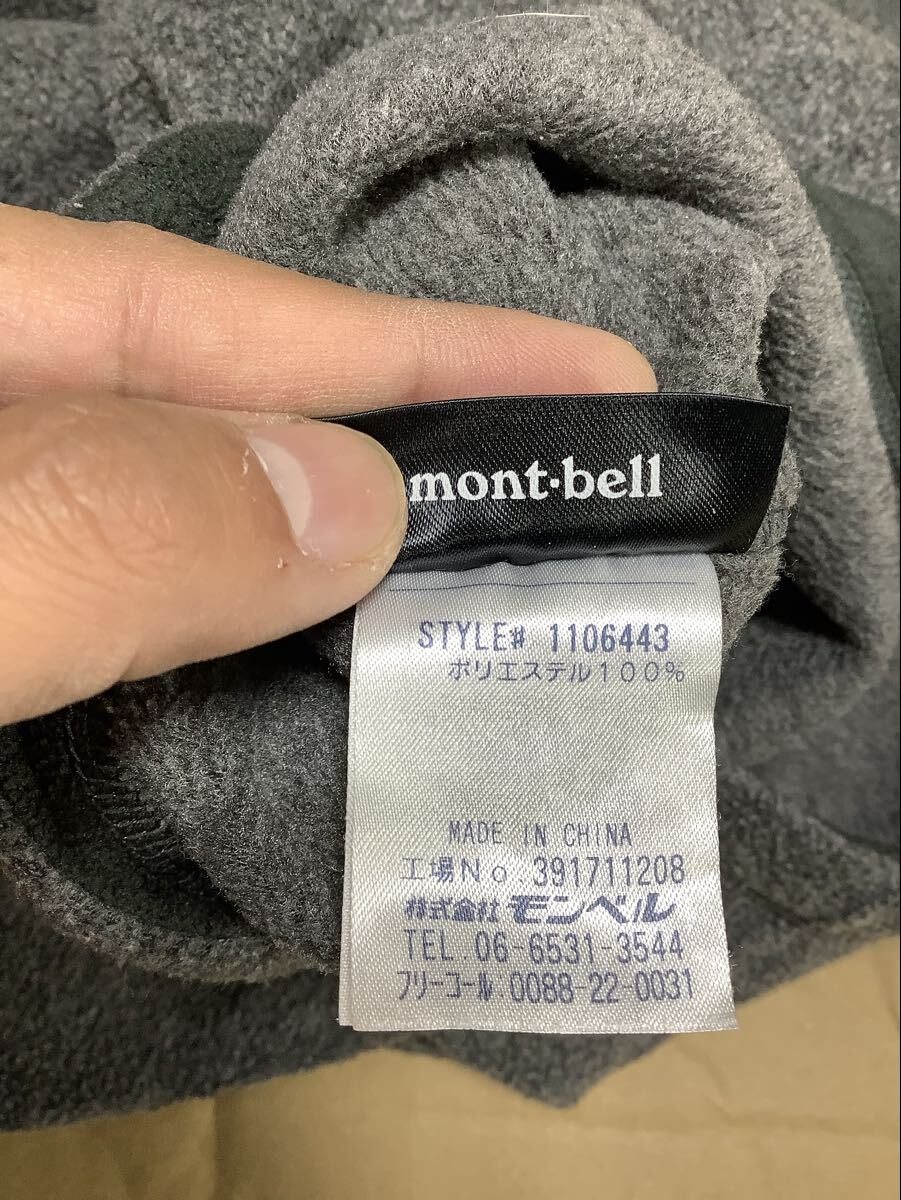 mont·bell
STYLE# 1106443
ポリエステル100%
MADE IN CHINA
工場No.391711208
株式会社 モンベル
TEL.06-6531-3544
フリーコール.0088-22-0031